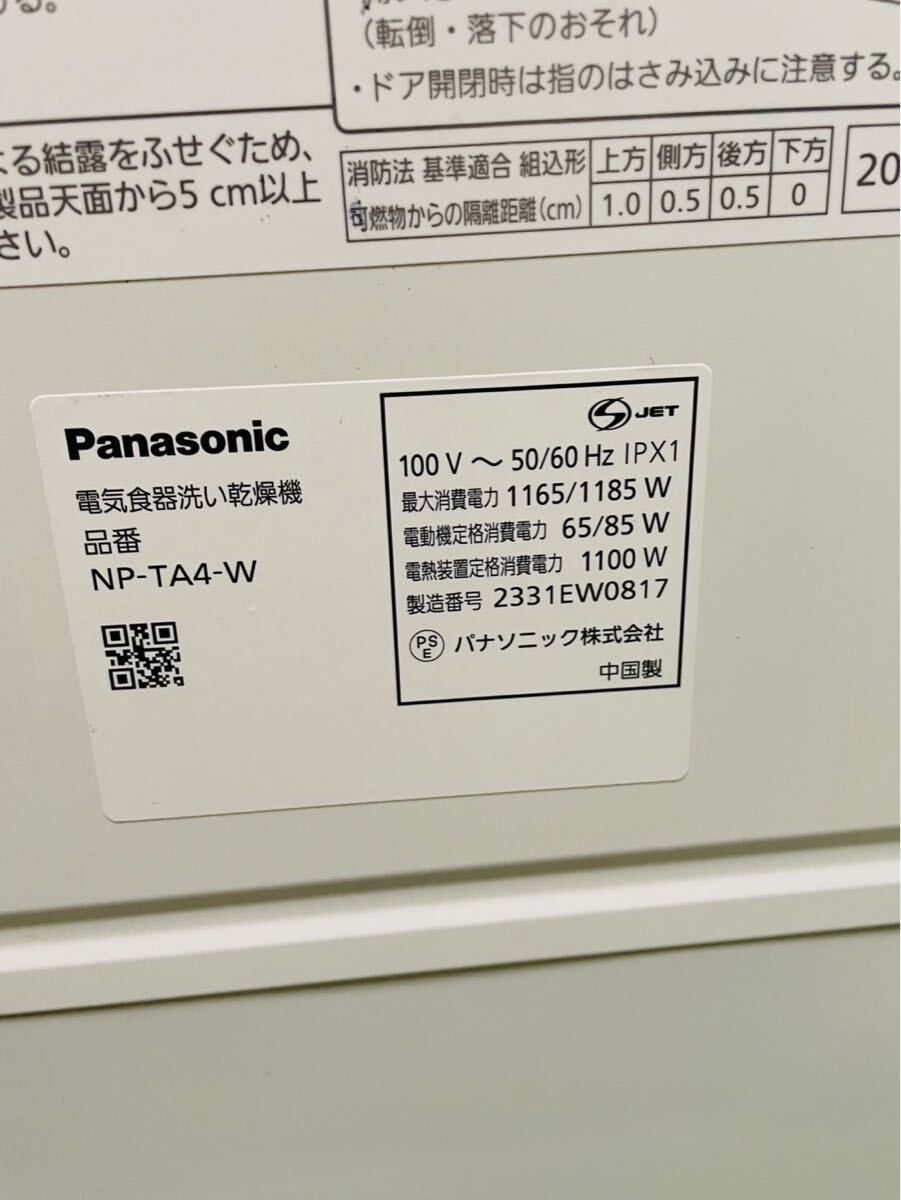 (転倒・落下のおそれ)
・ドア開閉時は指のはさみ込みに注意する。
よる結露をふせぐため、
製品天面から5 cm以上
さい。
消防法 基準適合 組込形 上方 側方 後方 下方
可燃物からの隔離距離(cm) 1.0 0.5 0.5 0
20
Panasonic
電気食器洗い乾燥機
品番
NP-TA4-W
JET
100 V ～ 50/60 Hz IPX1
最大消費電力 1165/1185 W
電動機定格消費電力 65/85 W
電熱装置定格消費電力 1100 W
製造番号 2331EW0817
PS
E
パナソニック株式会社
中国製